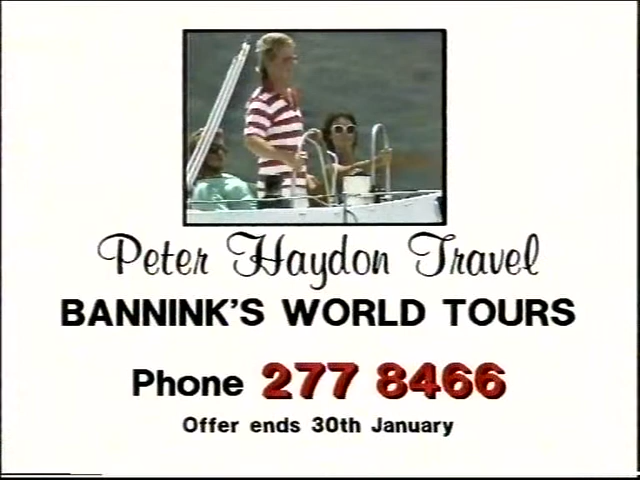 Peter Haydon Travel
BANNINK'S WORLD TOURS
Phone 277 8466
Offer ends 30th January